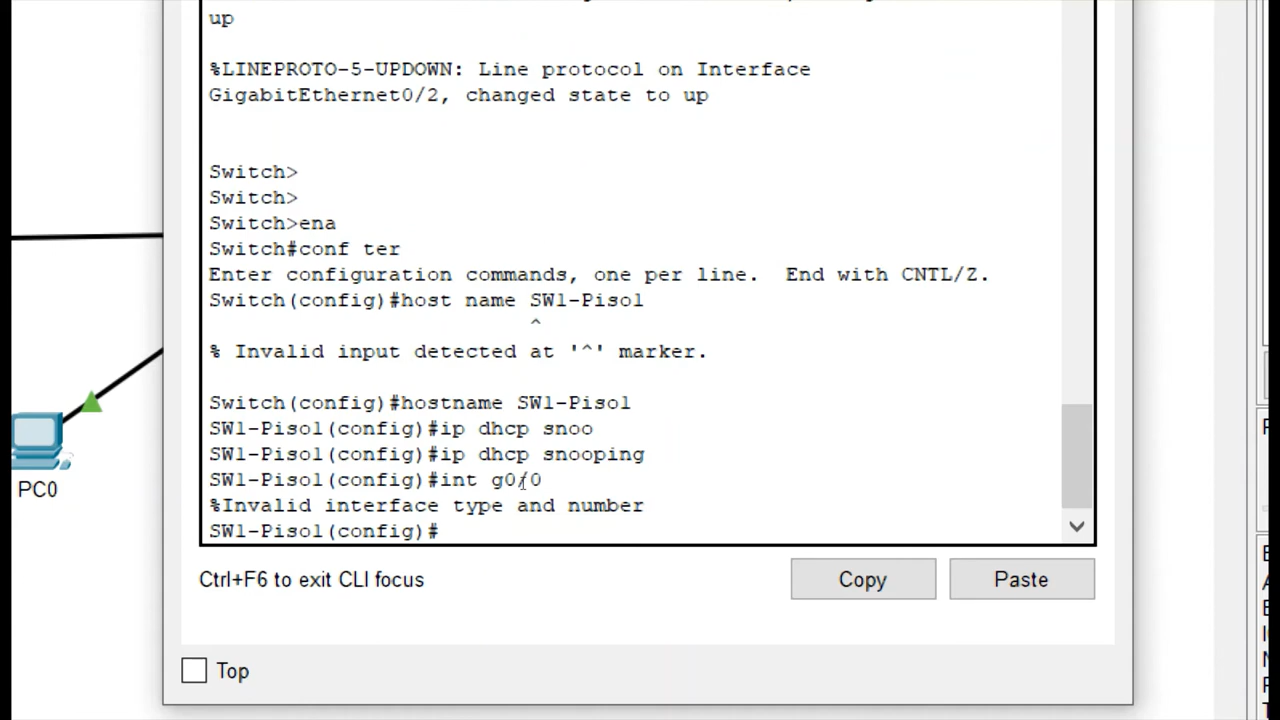 up
%LINEPROTO-5-UPDOWN: Line protocol on Interface
GigabitEthernet0/2, changed state to up
Switch>
Switch>
Switch>ena
Switch#conf ter
Enter configuration commands, one per line.  End with CNTL/Z.
Switch(config)#host name SW1-Pisol
^
% Invalid input detected at '^' marker.
Switch(config)#hostname SW1-Pisol
SW1-Pisol(config)#ip dhcp snoo
SW1-Pisol(config)#ip dhcp snooping
SW1-Pisol(config)#int g0/0
%Invalid interface type and number
SW1-Pisol(config)#
PC0
Ctrl+F6 to exit CLI focus
Copy
Paste
Top